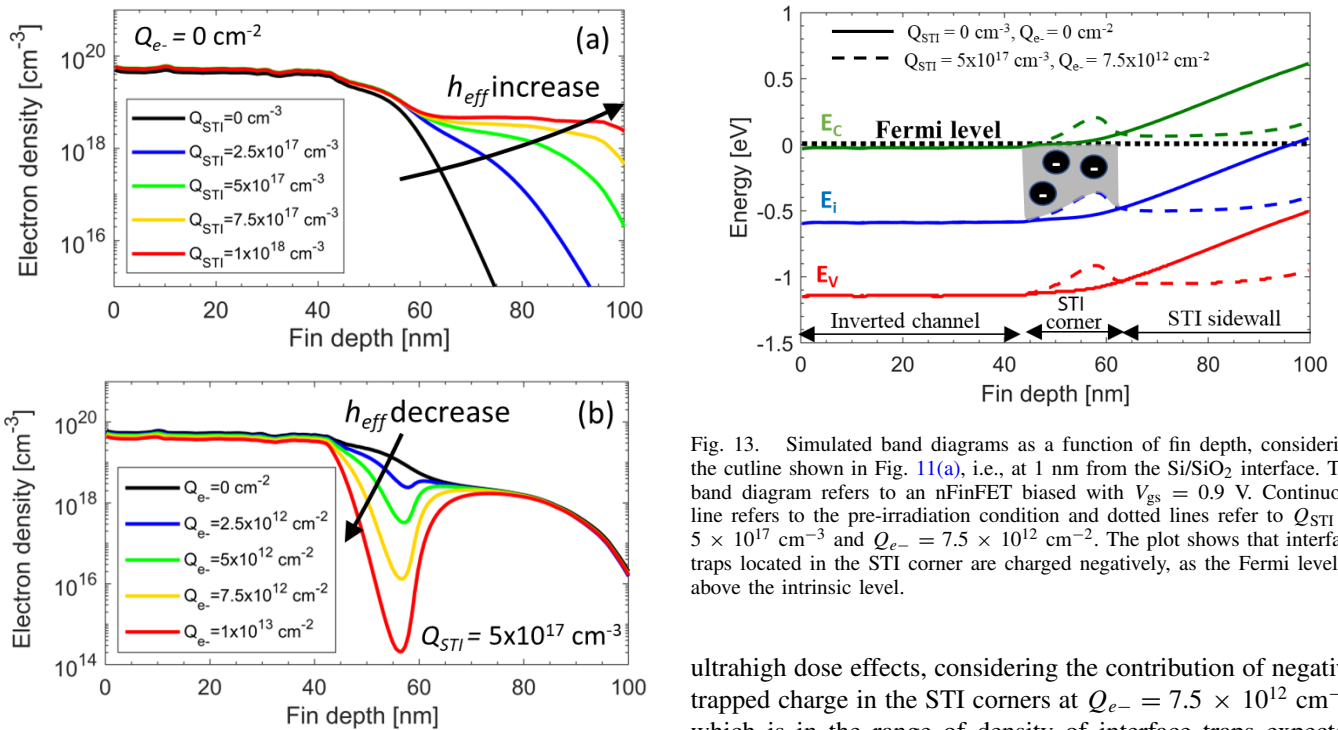 Q_e- = 0 cm^-2
(a)
h_eff increase
Q_STI=0 cm^-3
Q_STI=2.5x10^17 cm^-3
Q_STI=5x10^17 cm^-3
Q_STI=7.5x10^17 cm^-3
Q_STI=1x10^18 cm^-3
Electron density [cm^-3]
10^20
10^18
10^16
0 20 40 60 80 100
Fin depth [nm]
(b)
h_eff decrease
Q_e-=0 cm^-2
Q_e-=2.5x10^12 cm^-2
Q_e-=5x10^12 cm^-2
Q_e-=7.5x10^12 cm^-2
Q_e-=1x10^13 cm^-2
Q_STI = 5x10^17 cm^-3
Electron density [cm^-3]
10^20
10^18
10^16
10^14
0 20 40 60 80 100
Fin depth [nm]
Q_STI = 0 cm^-3, Q_e- = 0 cm^-2
Q_STI = 5x10^17 cm^-3, Q_e- = 7.5x10^12 cm^-2
E_C
Fermi level
E_i
E_V
- - -
Inverted channel
STI
corner
STI sidewall
Energy [eV]
1
0.5
0
-0.5
-1
-1.5
0 20 40 60 80 100
Fin depth [nm]
Fig. 13. Simulated band diagrams as a function of fin depth, considerin
the cutline shown in Fig. 11(a), i.e., at 1 nm from the Si/SiO2 interface. T
band diagram refers to an nFinFET biased with V_gs = 0.9 V. Continuo
line refers to the pre-irradiation condition and dotted lines refer to Q_STI
5 × 10^17 cm^−3 and Q_e− = 7.5 × 10^12 cm^−2. The plot shows that interfa
traps located in the STI corner are charged negatively, as the Fermi level
above the intrinsic level.
ultrahigh dose effects, considering the contribution of negativ
trapped charge in the STI corners at Q_e− = 7.5 × 10^12 cm^−
which is in the range of density of interface traps expect